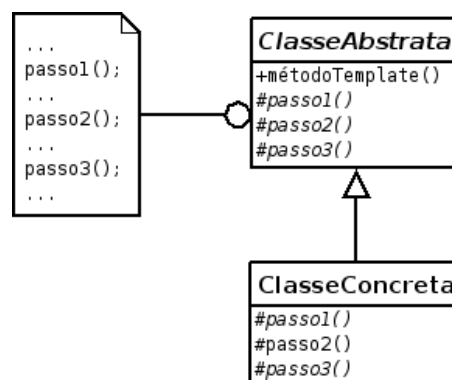 ...
passo1();
...
passo2();
...
passo3();
...
ClasseAbstrata
+métodoTemplate()
#passo1()
#passo2()
#passo3()
ClasseConcreta
#passo1()
#passo2()
#passo3()